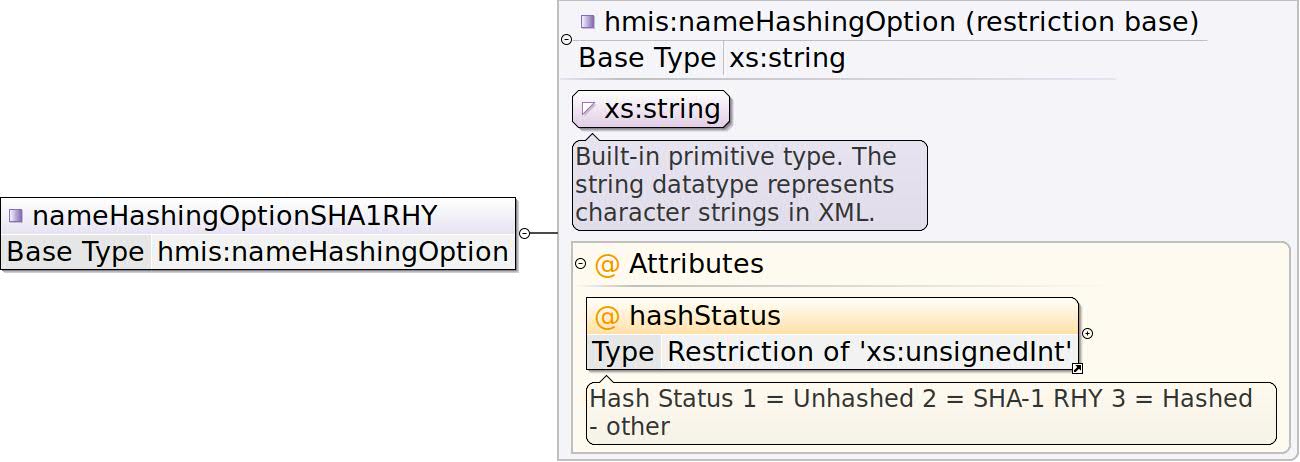 nameHashingOptionSHA1RHY
Base Type hmis:nameHashingOption
hmis:nameHashingOption (restriction base)
Base Type xs:string
xs:string
Built-in primitive type. The
string datatype represents
character strings in XML.
@ Attributes
@ hashStatus
Type Restriction of 'xs:unsignedInt'
Hash Status 1 = Unhashed 2 = SHA-1 RHY 3 = Hashed
- other